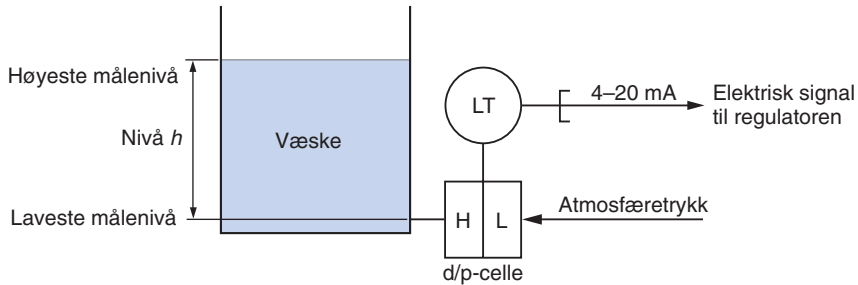 Høyeste målenivå
Nivå h
Laveste målenivå
Væske
LT
4–20 mA
Elektrisk signal
til regulatoren
H
L
Atmosfæretrykk
d/p-celle